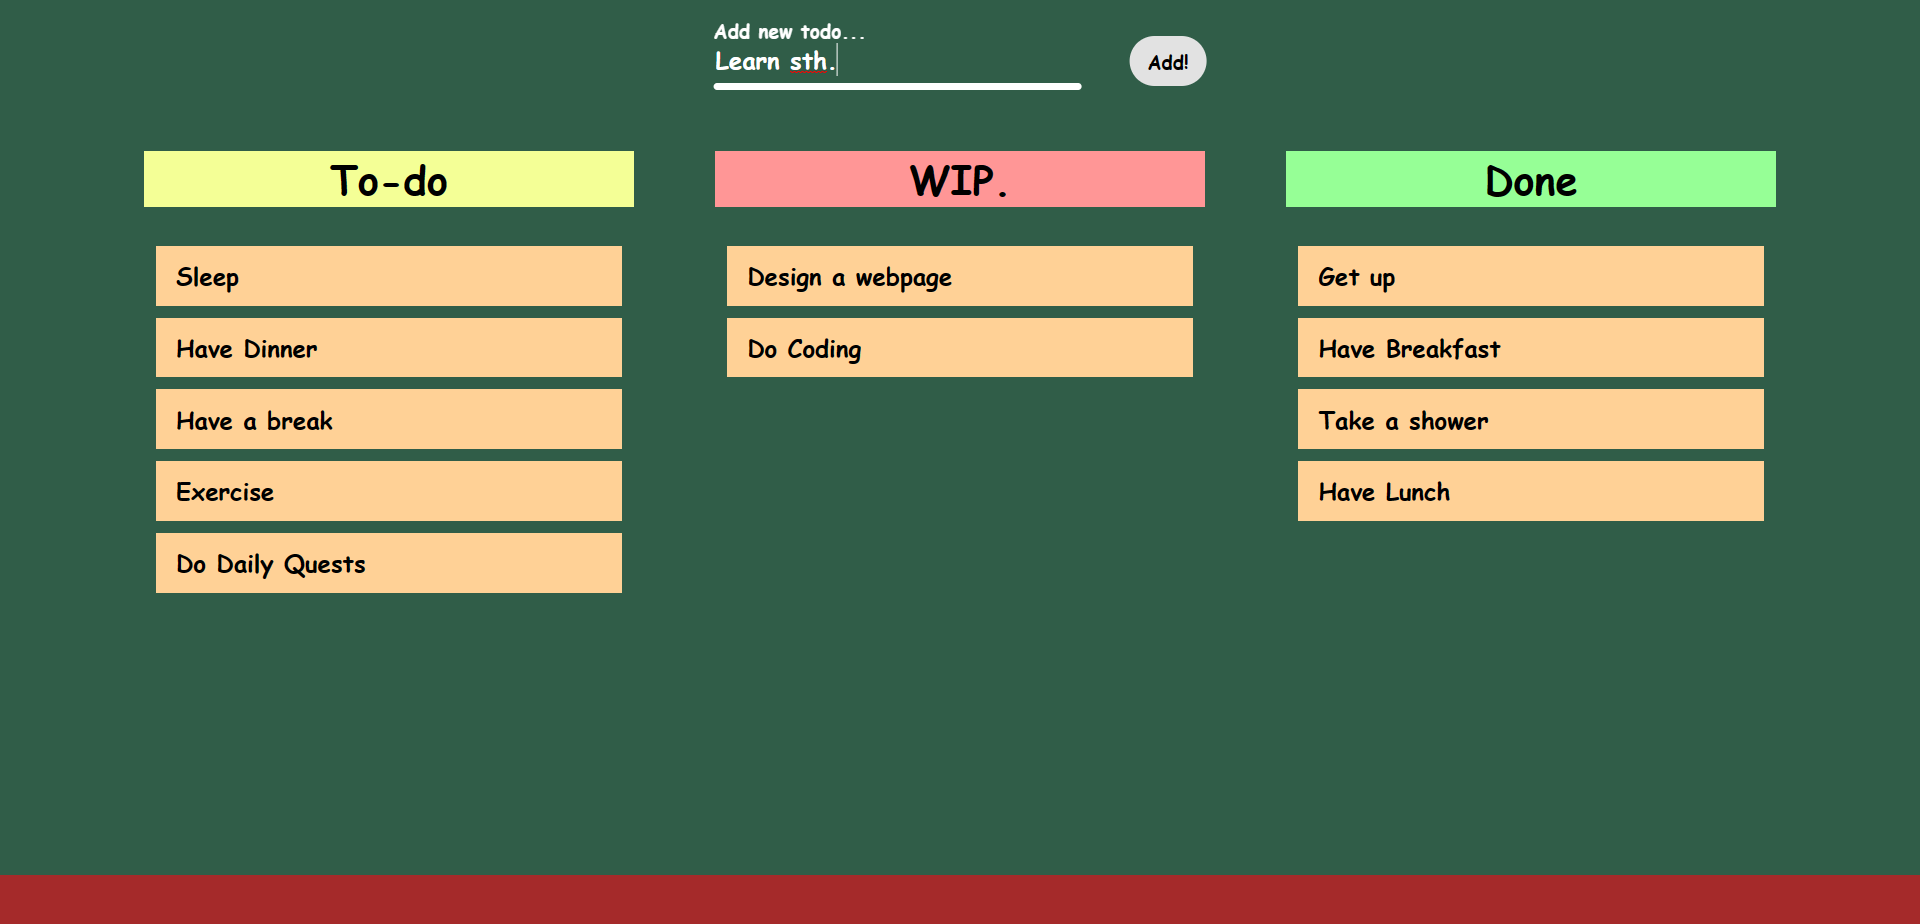 Add new todo...
Learn sth.
Add!
To-do
Sleep
Have Dinner
Have a break
Exercise
Do Daily Quests
WIP.
Design a webpage
Do Coding
Done
Get up
Have Breakfast
Take a shower
Have Lunch